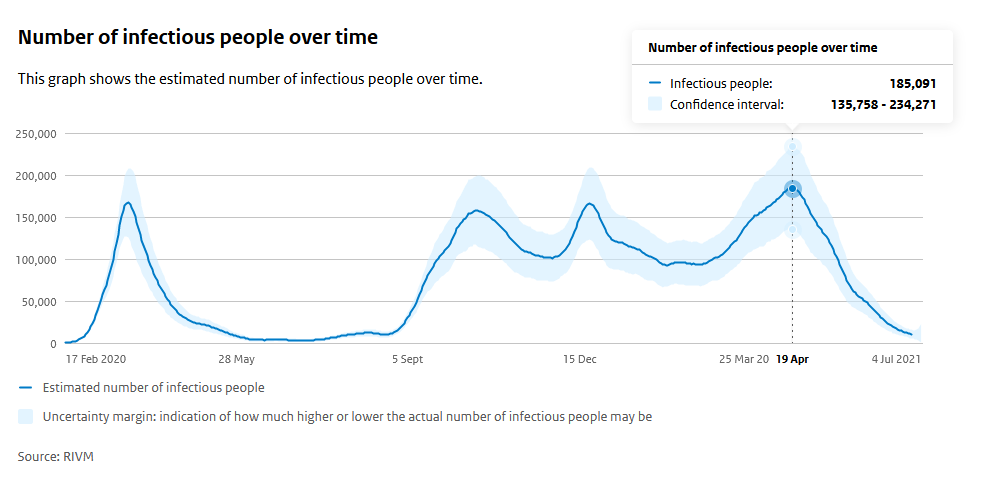 Number of infectious people over time
This graph shows the estimated number of infectious people over time.
Number of infectious people over time
Infectious people: 185,091
Confidence interval: 135,758 - 234,271
250,000
200,000
150,000
100,000
50,000
0
17 Feb 2020 28 May 5 Sept 15 Dec 25 Mar 20 19 Apr 4 Jul 2021
Estimated number of infectious people
Uncertainty margin: indication of how much higher or lower the actual number of infectious people may be
Source: RIVM